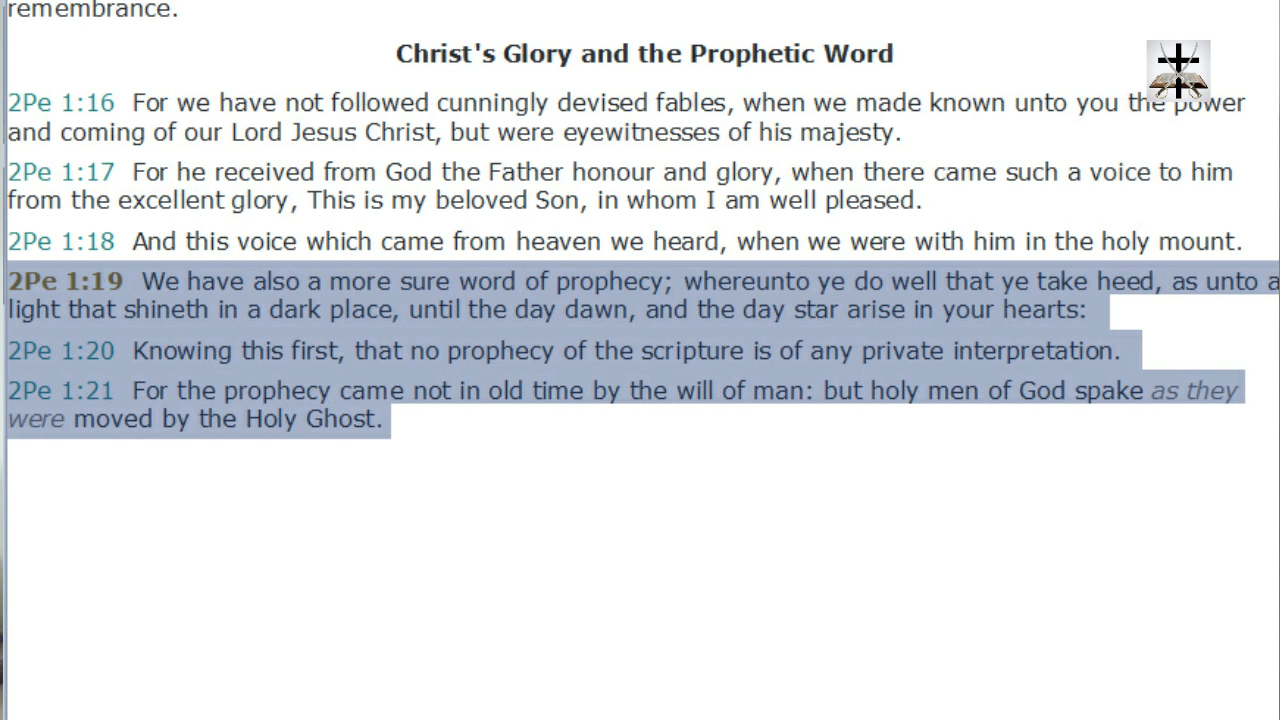 remembrance.
Christ's Glory and the Prophetic Word
2Pe 1:16 For we have not followed cunningly devised fables, when we made known unto you the power
and coming of our Lord Jesus Christ, but were eyewitnesses of his majesty.
2Pe 1:17 For he received from God the Father honour and glory, when there came such a voice to him
from the excellent glory, This is my beloved Son, in whom I am well pleased.
2Pe 1:18 And this voice which came from heaven we heard, when we were with him in the holy mount.
2Pe 1:19 We have also a more sure word of prophecy; whereunto ye do well that ye take heed, as unto a
light that shineth in a dark place, until the day dawn, and the day star arise in your hearts:
2Pe 1:20 Knowing this first, that no prophecy of the scripture is of any private interpretation.
2Pe 1:21 For the prophecy came not in old time by the will of man: but holy men of God spake as they
were moved by the Holy Ghost.